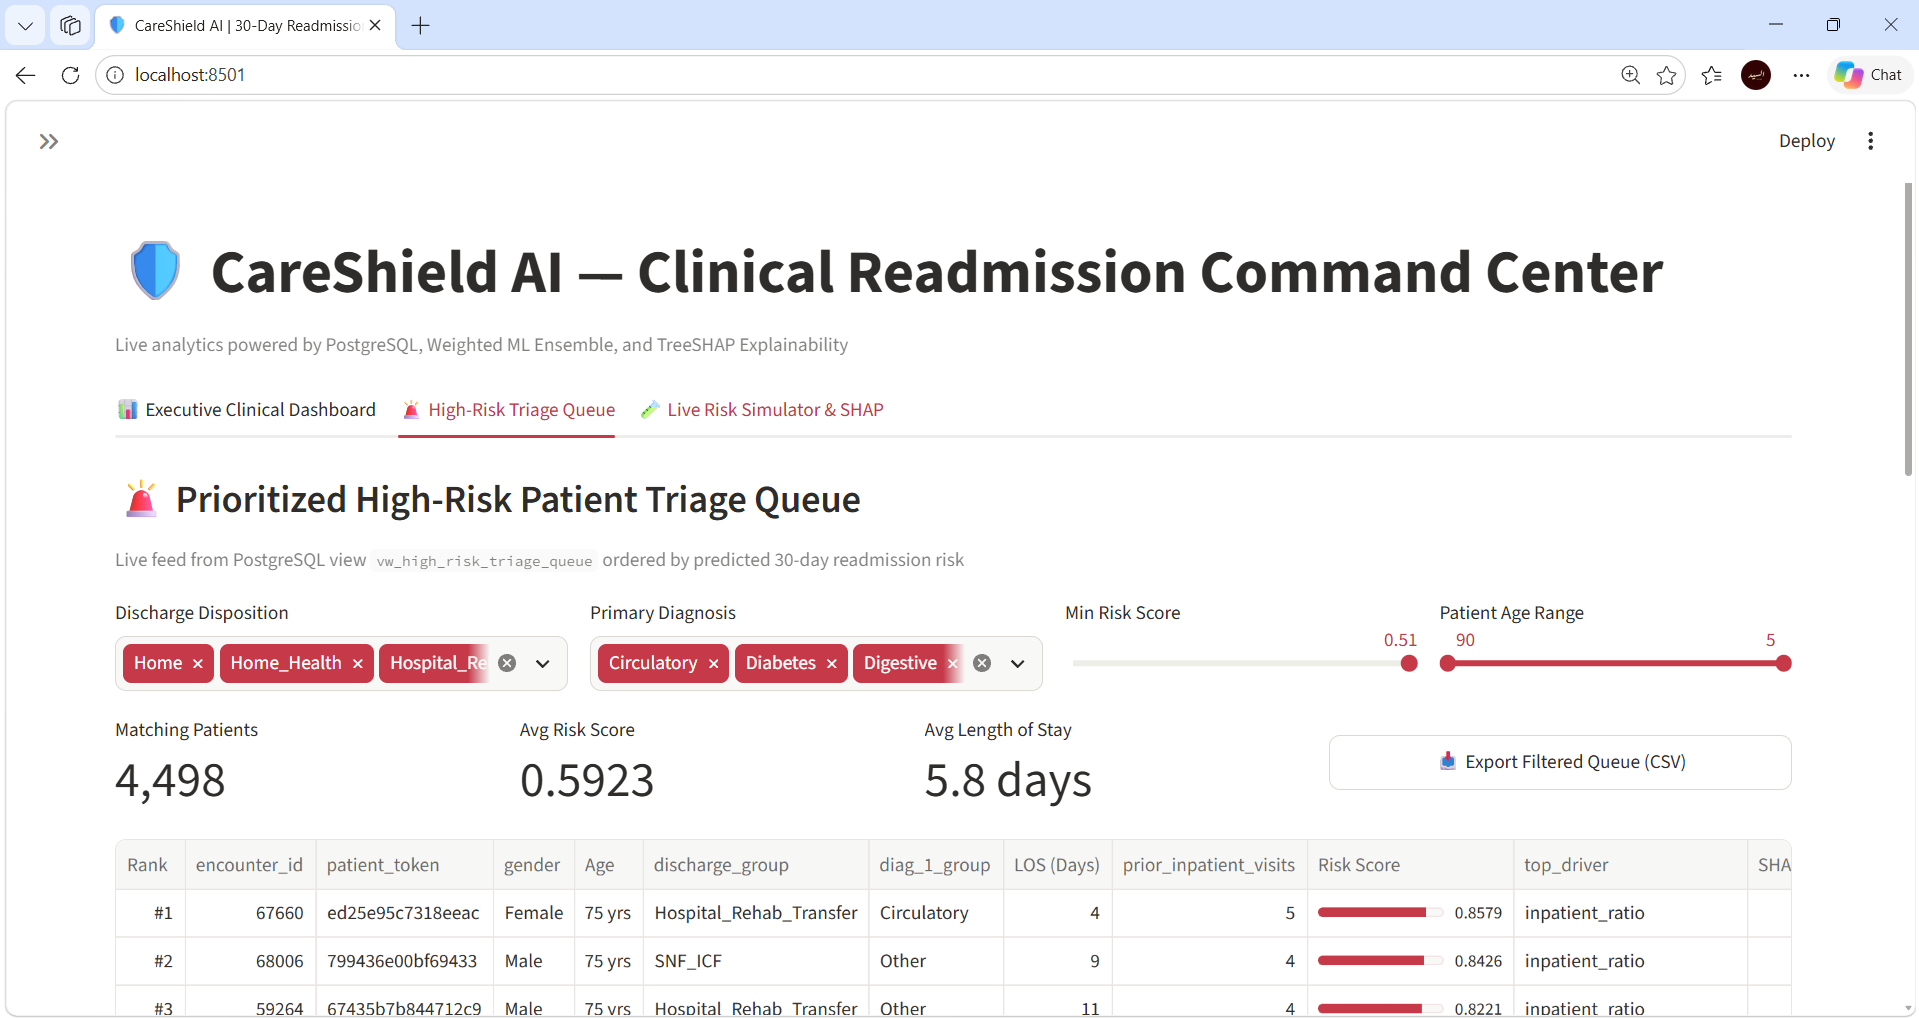 CareShield AI | 30-Day Readmissio
localhost:8501
Chat
Deploy
CareShield AI — Clinical Readmission Command Center
Live analytics powered by PostgreSQL, Weighted ML Ensemble, and TreeSHAP Explainability
Executive Clinical Dashboard High-Risk Triage Queue Live Risk Simulator & SHAP
Prioritized High-Risk Patient Triage Queue
Live feed from PostgreSQL view vw_high_risk_triage_queue ordered by predicted 30-day readmission risk
Discharge Disposition Primary Diagnosis Min Risk Score Patient Age Range
0.51 90 5
Home Home_Health Hospital_Re Circulatory Diabetes Digestive
Matching Patients Avg Risk Score Avg Length of Stay
4,498 0.5923 5.8 days
Export Filtered Queue (CSV)
Rank encounter_id patient_token gender Age discharge_group diag_1_group LOS (Days) prior_inpatient_visits Risk Score top_driver SHA
#1 67660 ed25e95c7318eeac Female 75 yrs Hospital_Rehab_Transfer Circulatory 4 5 0.8579 inpatient_ratio
#2 68006 799436e00bf69433 Male 75 yrs SNF_ICF Other 9 4 0.8426 inpatient_ratio
#3 59264 67435b7b844712c9 Male 75 yrs Hospital_Rehab_Transfer Other 11 4 0.8221 inpatient_ratio